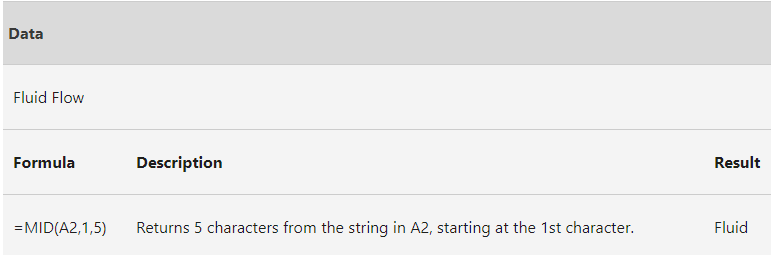 Data
Fluid Flow
Formula Description Result
=MID(A2,1,5) Returns 5 characters from the string in A2, starting at the 1st character. Fluid